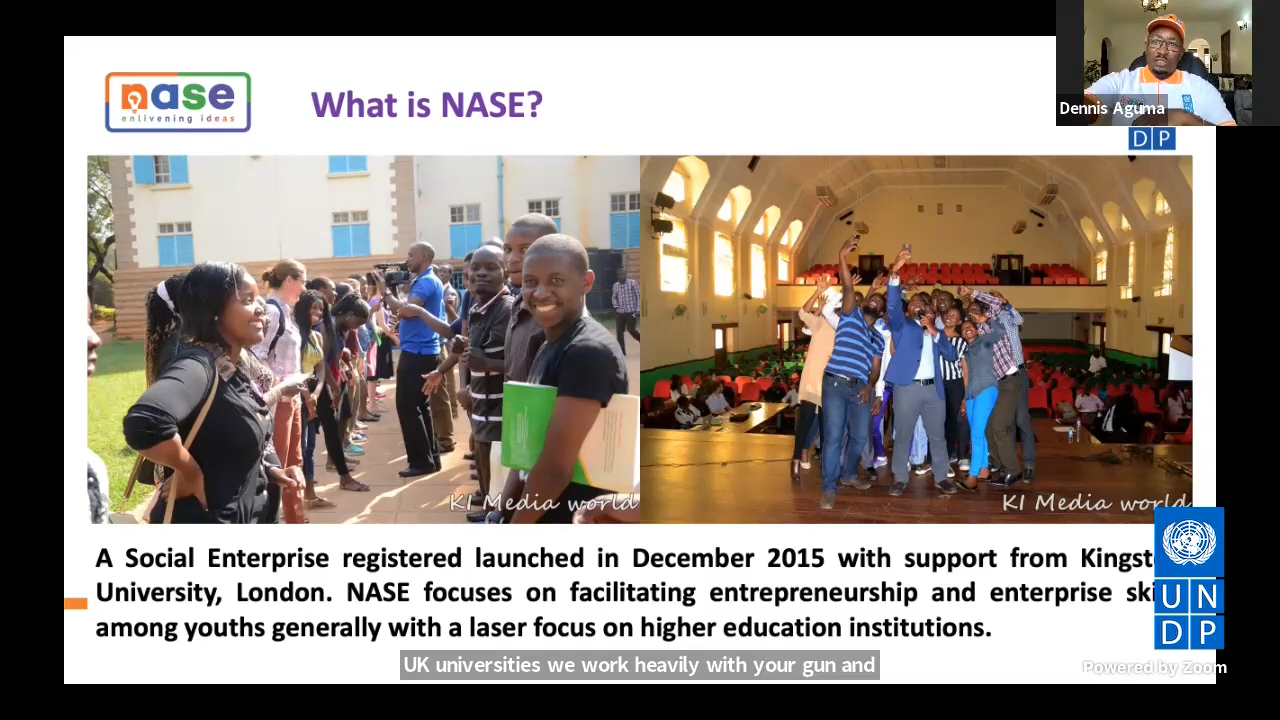 nase
enlivening ideas
What is NASE?
Dennis Aguma
DP
KI Media world
KI Media world
A Social Enterprise registered launched in December 2015 with support from Kingst
University, London. NASE focuses on facilitating entrepreneurship and enterprise ski
among youths generally with a laser focus on higher education institutions.
UN
DP
UK universities we work heavily with your gun and
Powered by Zoom